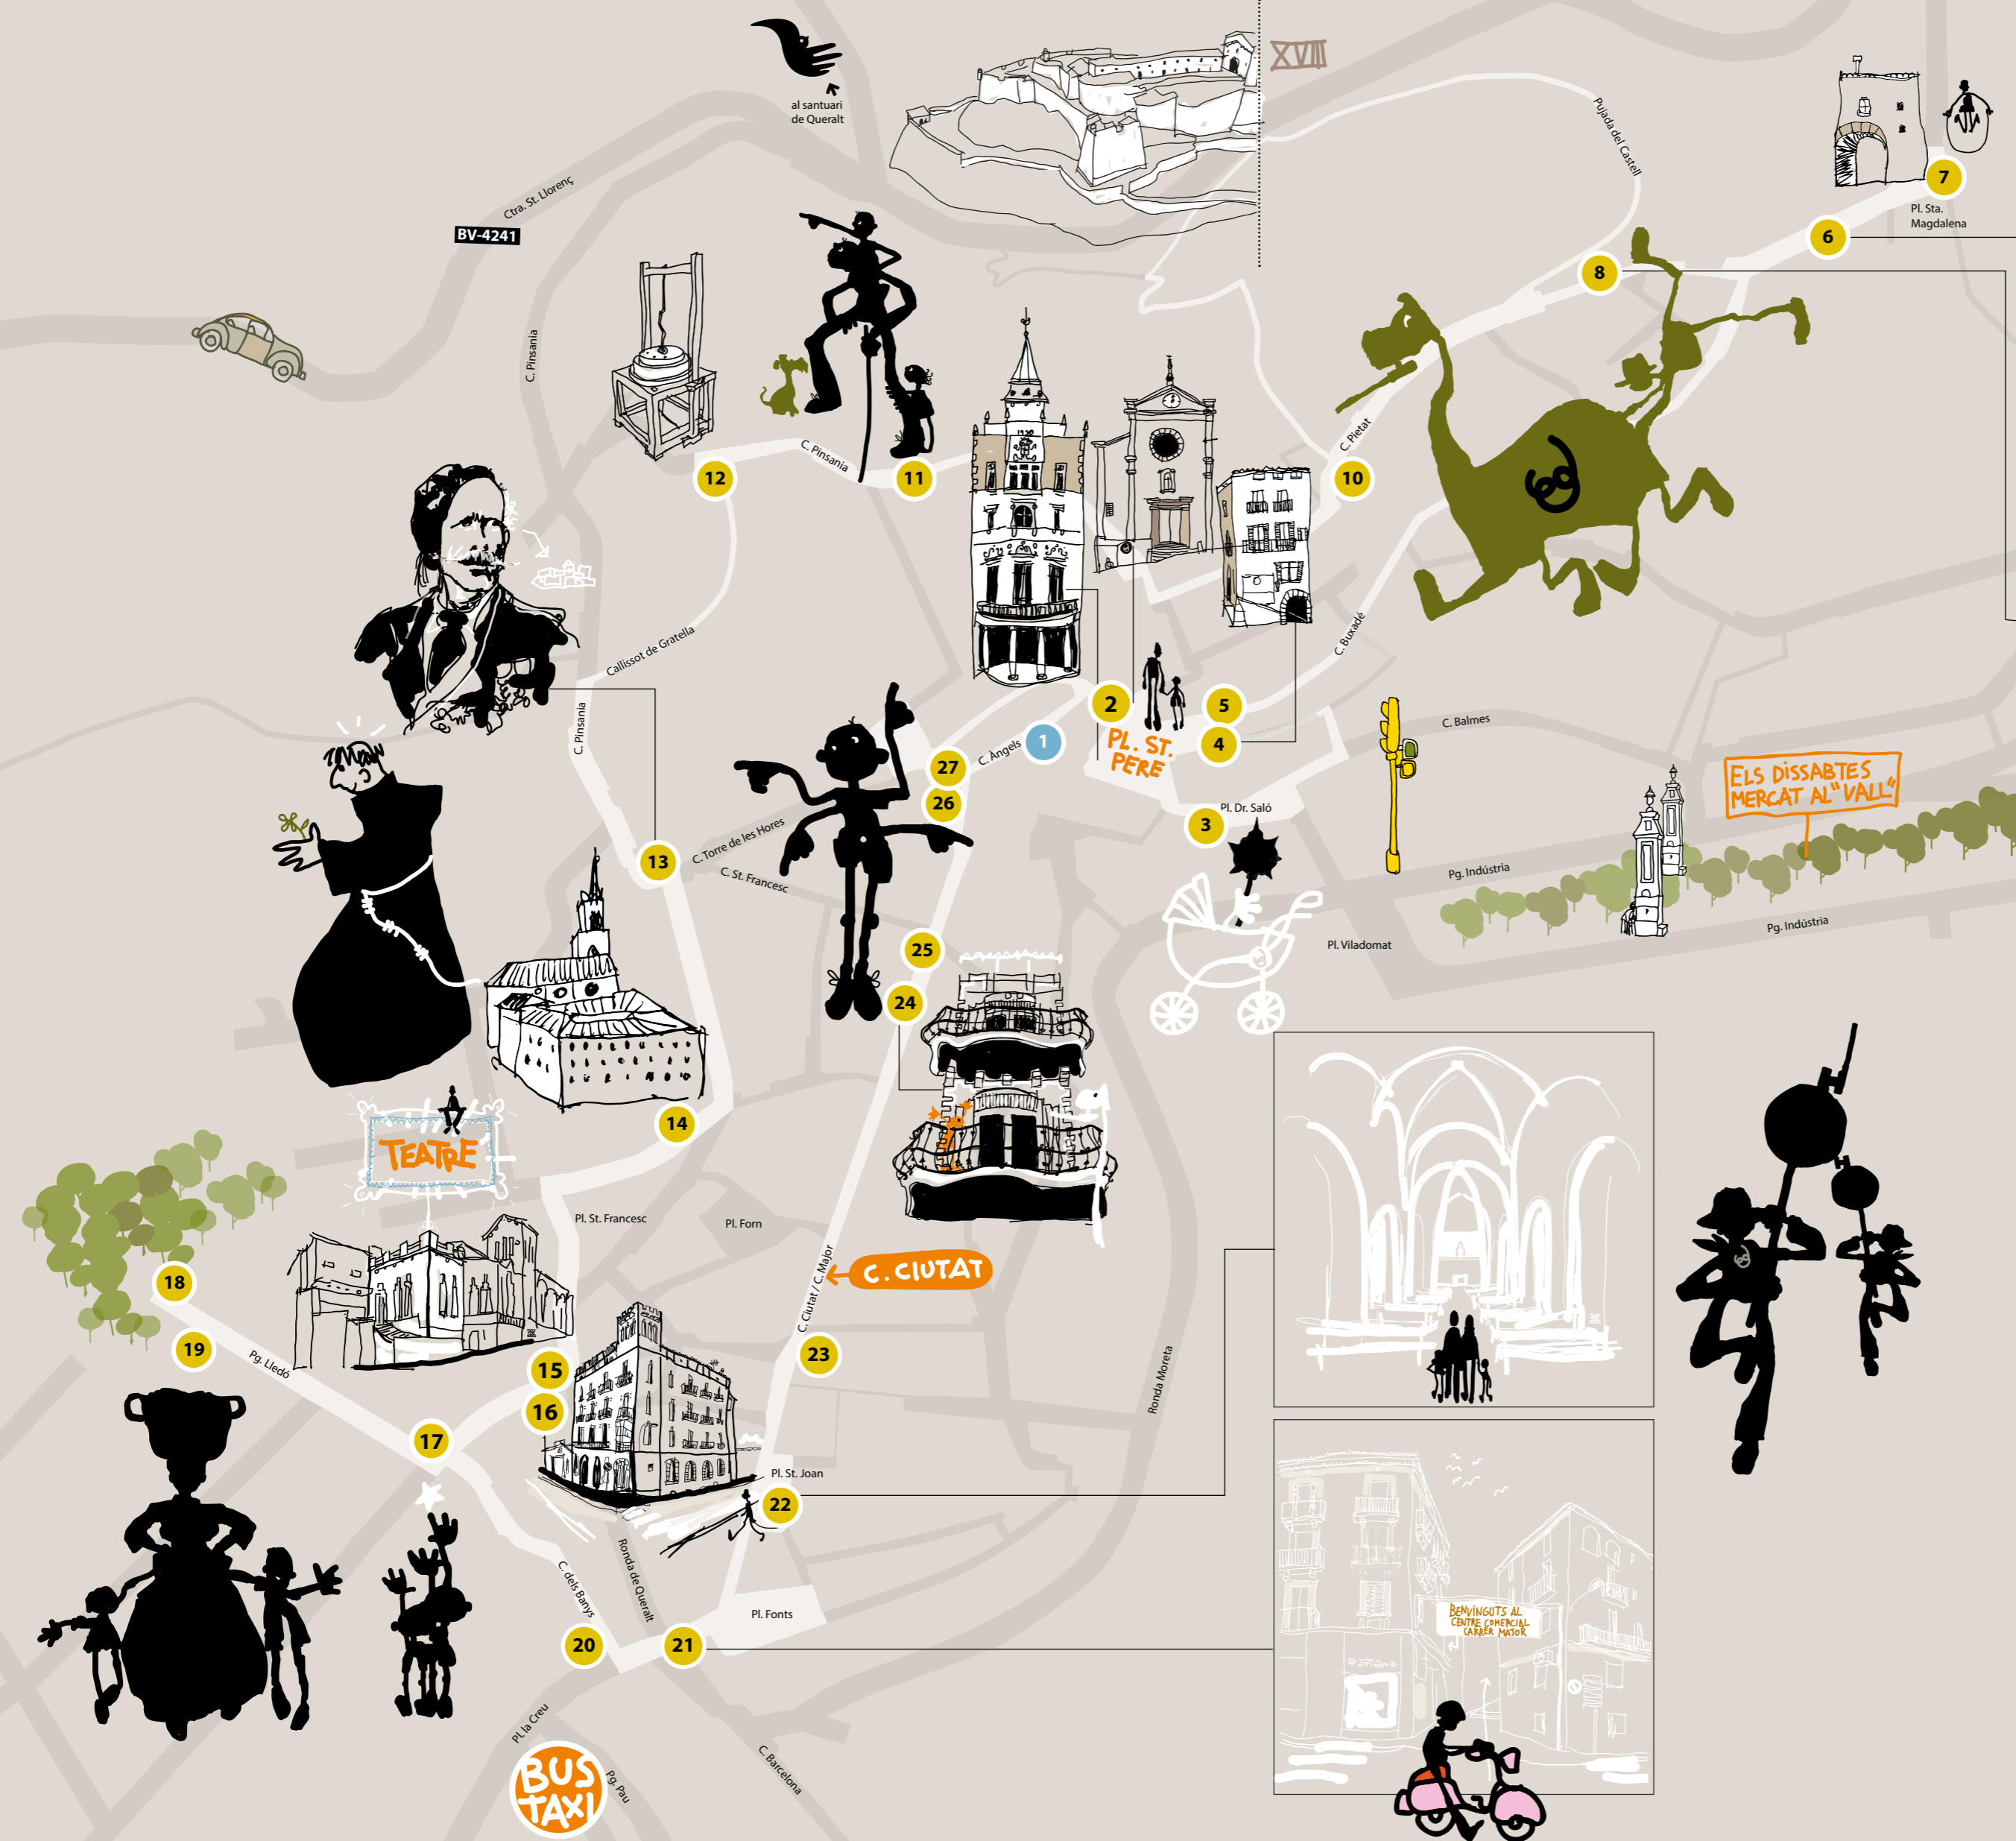 XVIII
al santuari
de Queralt
Pujada del Castell
7
Pl. Sta.
Magdalena
6
8
Ctra. St. Llorenç
BV-4241
C. Pinsania
C. Pinsania
12
11
1920
C. Pietat
10
C. Buxadé
Callissot de Gratella
C. Pinsania
2
5
4
1
PL. ST.
PERE
C. Àngels
27
26
C. Balmes
ELS DISSABTES
MERCAT AL "VALL"
Pl. Dr. Saló
3
C. Torre de les Hores
13
C. St. Francesc
Pg. Indústria
Pg. Indústria
Pl. Viladomat
25
24
14
TEATRE
Pl. St. Francesc
Pl. Forn
C. Ciutat / C. Major
C. CIUTAT
18
19
Pg. Lledó
15
16
23
Ronda Moreta
17
Pl. St. Joan
22
C. dels Banys
Ronda de Queralt
Pl. Fonts
20
21
BENVINGUTS AL
CENTRE COMERCIAL
CARRER MAJOR
Pl. la Creu
BUS
TAXI
Pg. Pau
C. Barcelona